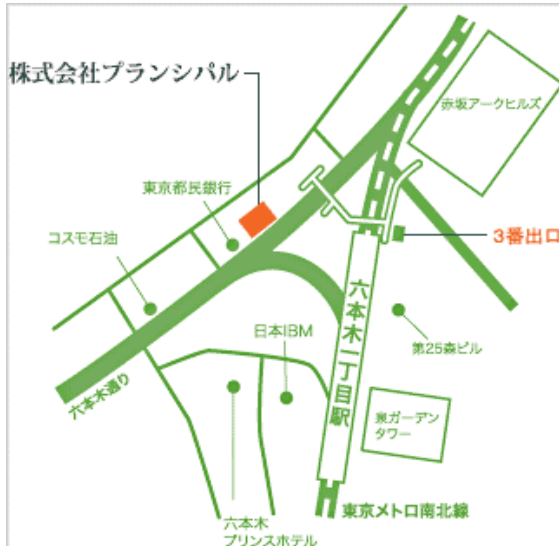 株式会社プランシパル
赤坂アークヒルズ
東京都民銀行
コスモ石油
3番出口
六本木一丁目駅
日本IBM
第25森ビル
六本木通り
泉ガーデン
タワー
東京メトロ南北線
六本木
プリンスホテル